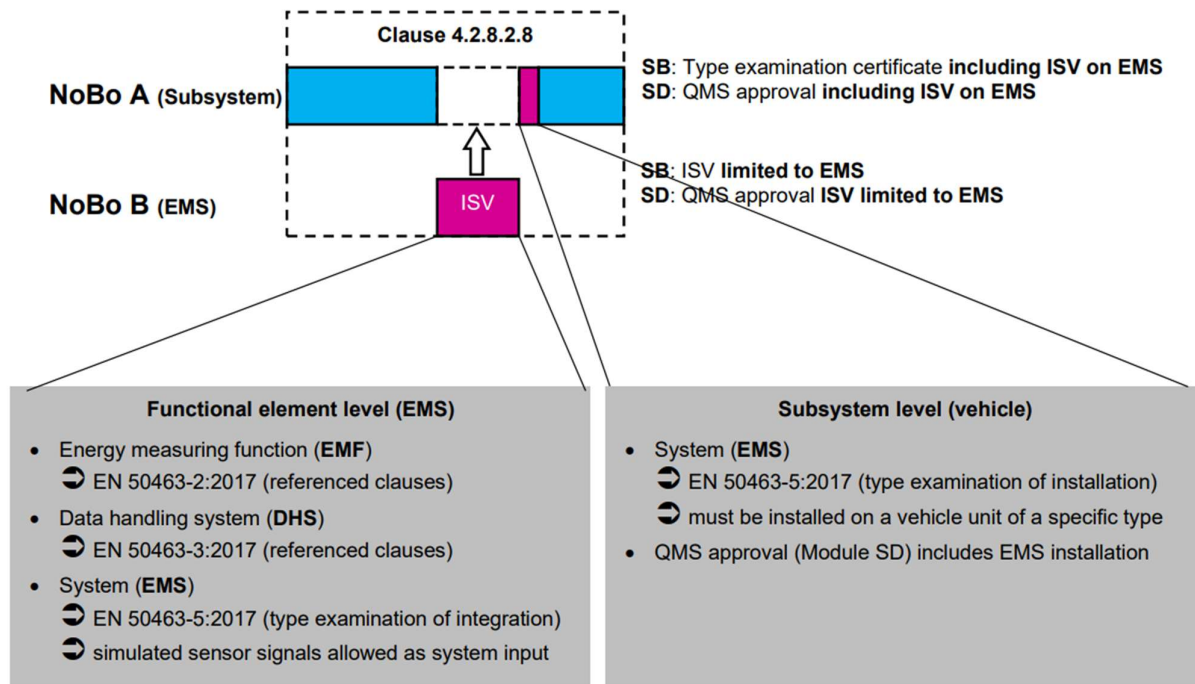 Clause 4.2.8.2.8
NoBo A (Subsystem)
SB: Type examination certificate including ISV on EMS
SD: QMS approval including ISV on EMS
NoBo B (EMS)
ISV
SB: ISV limited to EMS
SD: QMS approval ISV limited to EMS
Functional element level (EMS)
• Energy measuring function (EMF)
➲ EN 50463-2:2017 (referenced clauses)
• Data handling system (DHS)
➲ EN 50463-3:2017 (referenced clauses)
• System (EMS)
➲ EN 50463-5:2017 (type examination of integration)
➲ simulated sensor signals allowed as system input
Subsystem level (vehicle)
• System (EMS)
➲ EN 50463-5:2017 (type examination of installation)
➲ must be installed on a vehicle unit of a specific type
• QMS approval (Module SD) includes EMS installation